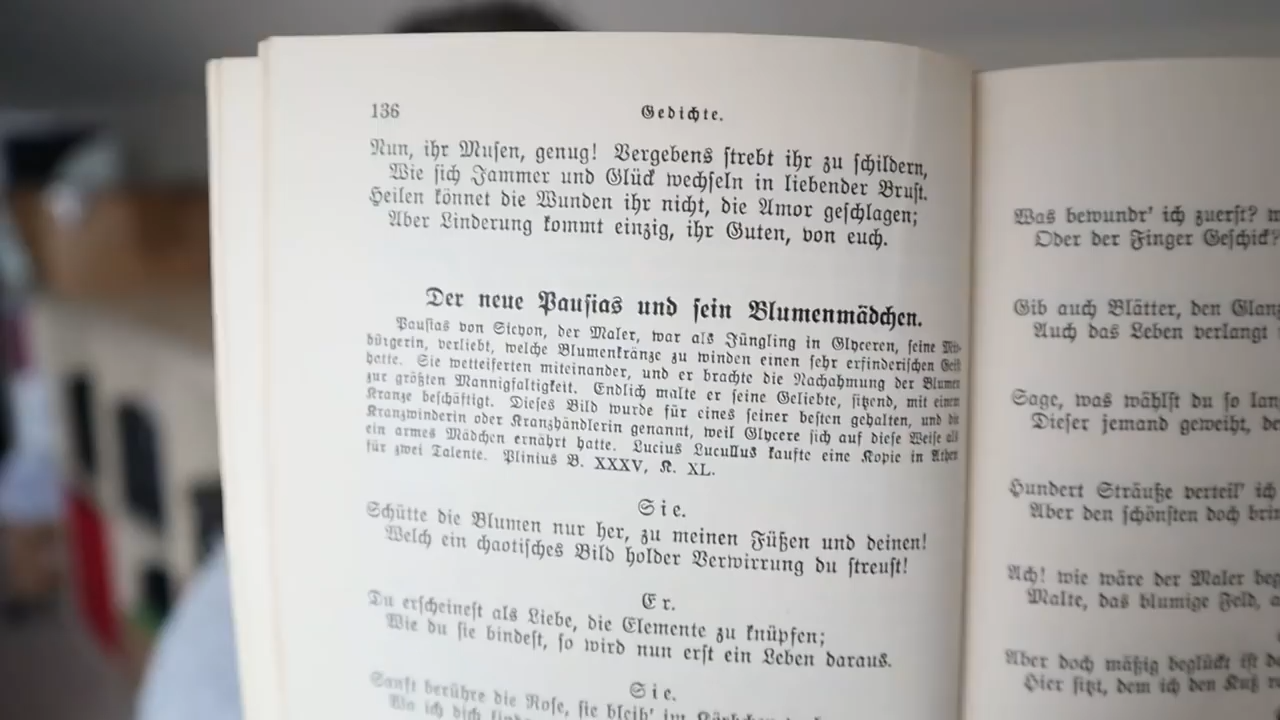 136
Gedichte.
Nun, ihr Musen, genug! Vergebens strebt ihr zu schildern,
Wie sich Jammer und Glück wechseln in liebender Brust.
Heilen könnet die Wunden ihr nicht, die Amor geschlagen;
Aber Linderung kommt einzig, ihr Guten, von euch.
Der neue Pausias und sein Blumenmädchen.
Pausias von Sicyon, der Maler, war als Jüngling in Glyceren, seine Mit-
bürgerin, verliebt, welche Blumenkränze zu winden einen sehr erfinderischen Geist
hatte. Sie wetteiferten miteinander, und er brachte die Nachahmung der Blumen
zur größten Mannigfaltigkeit. Endlich malte er seine Geliebte, sitzend, mit einem
Kranze beschäftigt. Dieses Bild wurde für eines seiner besten gehalten, und die
Kranzwinderin oder Kranzhändlerin genannt, weil Glycere sich auf diese Weise als
ein armes Mädchen ernährt hatte. Lucius Lucullus kaufte eine Kopie in Athen
für zwei Talente. Plinius B. XXXV, K. XL.
Sie.
Schütte die Blumen nur her, zu meinen Füßen und deinen!
Welch ein chaotisches Bild holder Verwirrung du streust!
Er.
Du erscheinest als Liebe, die Elemente zu knüpfen;
Wie du sie bindest, so wird nun erst ein Leben daraus.
Sie.
Sanft berühre die Rose, sie bleib' im
Wo ich dich
Was bewundr' ich zuerst?
Oder der Finger Geschick?
Gib auch Blätter, den
Auch das Leben verlangt
Sage, was wählst du so
Dieser jemand geweiht,
Hundert Sträuße verteil' ich
Aber den schönsten doch
Ach! wie wäre der Maler
Malte, das blumige Feld,
Aber doch mäßig beglückt ist
Hier sitzt, dem ich den Kuß